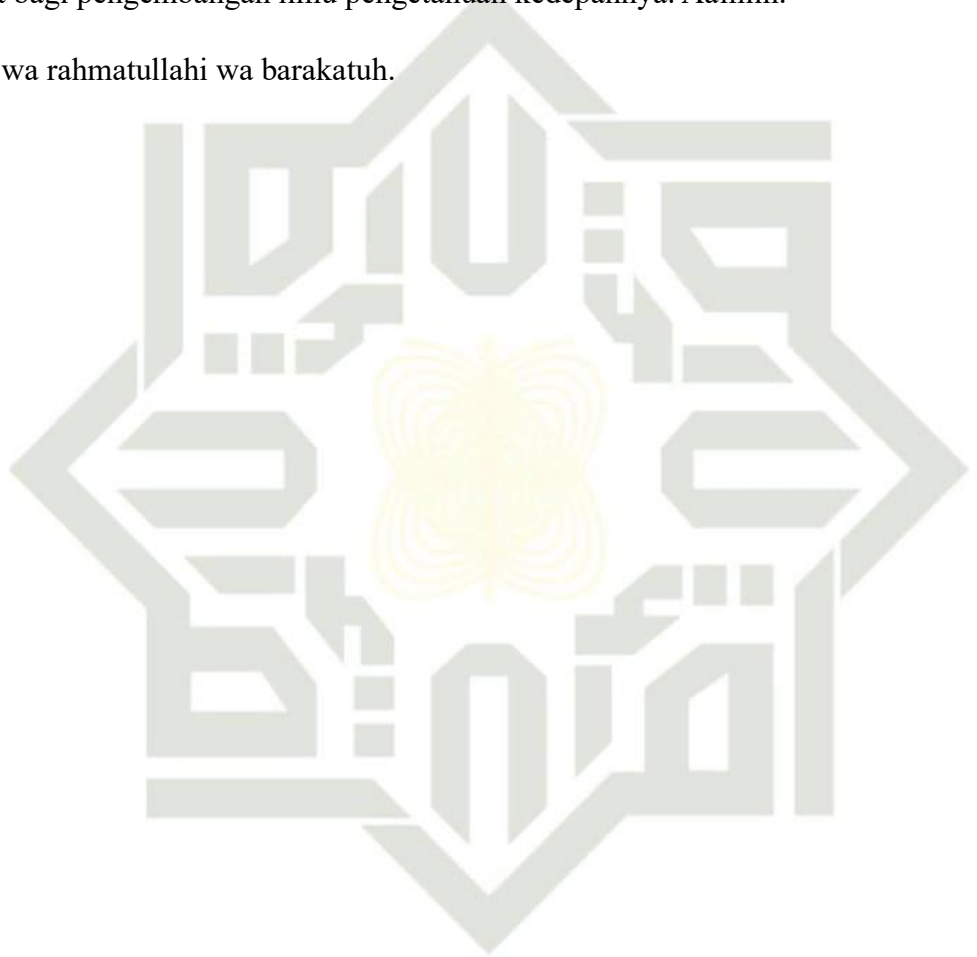 bagi pengembangan ilmu pengetahuan kedepannya. Aamiin.
wa rahmatullahi wa barakatuh.